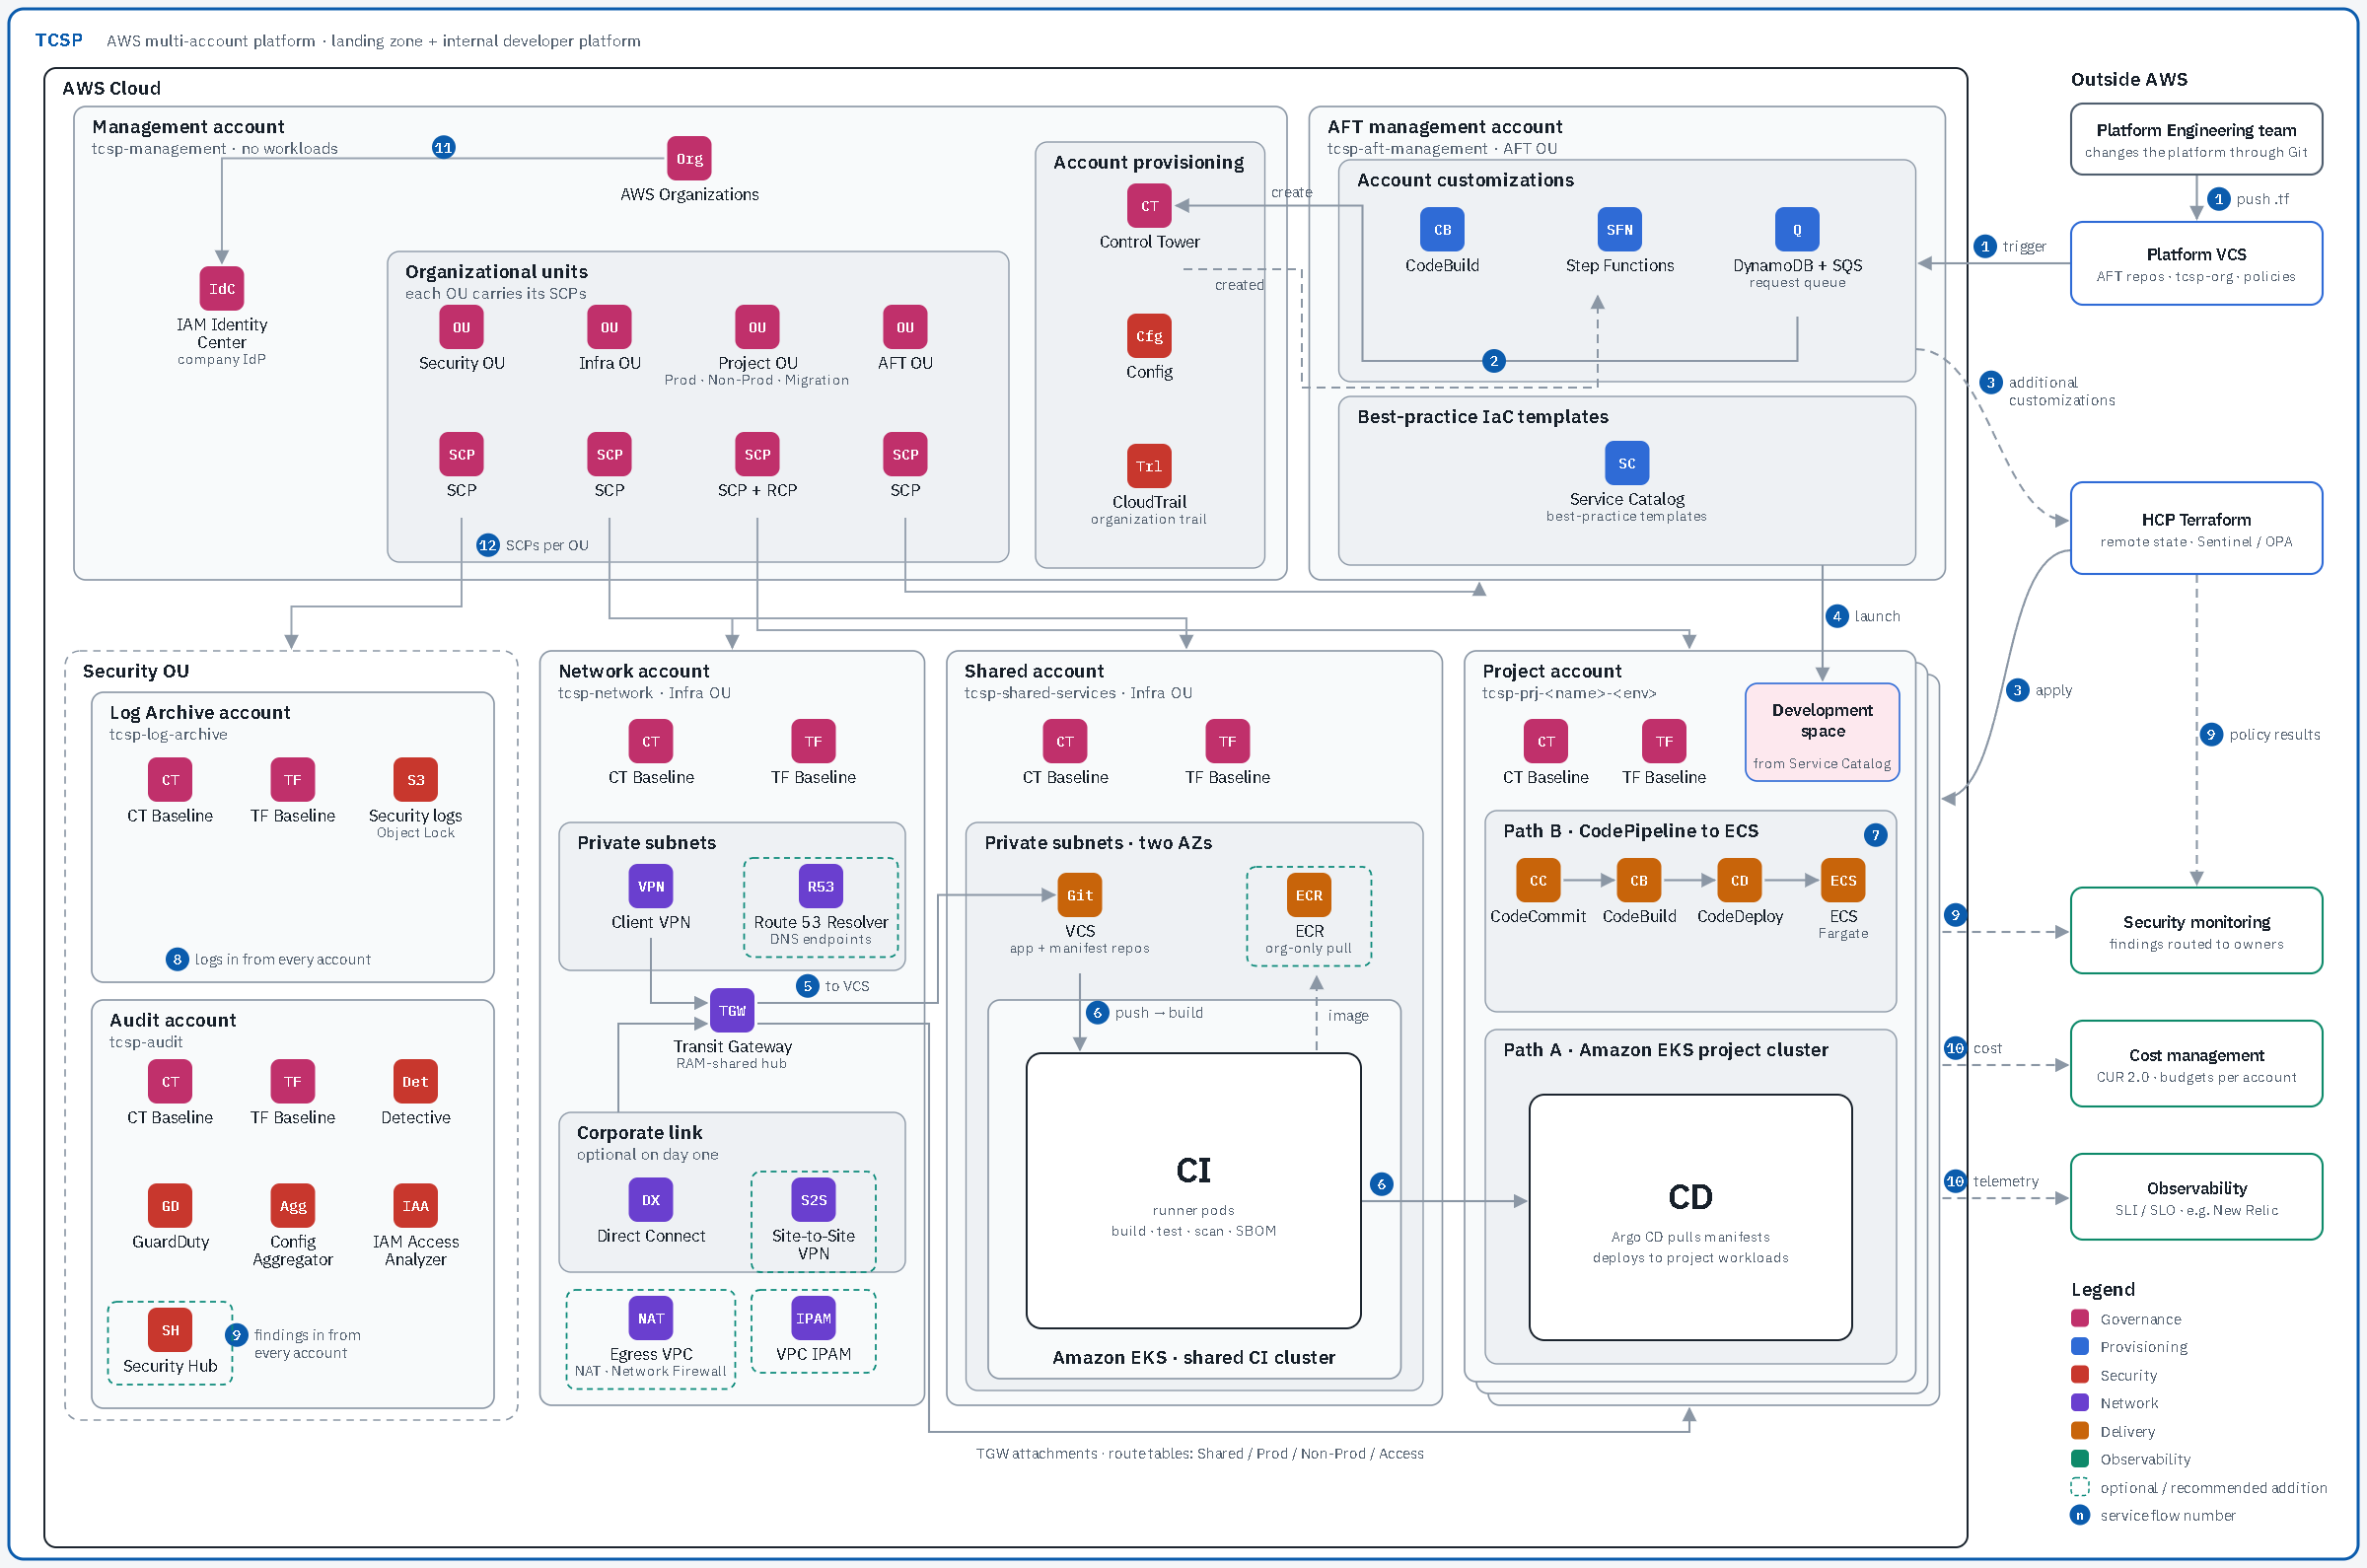 TCSP AWS multi-account platform · landing zone + internal developer platform
AWS Cloud
Management account
tcsp-management · no workloads
11
Org
AWS Organizations
IdC
IAM Identity
Center
company IdP
Organizational units
each OU carries its SCPs
OU OU OU OU
Security OU Infra OU Project OU AFT OU
Prod · Non-Prod · Migration
SCP SCP SCP SCP
SCP SCP SCP + RCP SCP
12 SCPs per OU
Account provisioning
CT
Control Tower
Cfg
Config
Trl
CloudTrail
organization trail
create
created
AFT management account
tcsp-aft-management · AFT OU
Account customizations
CB SFN Q
CodeBuild Step Functions DynamoDB + SQS
request queue
2
Best-practice IaC templates
SC
Service Catalog
best-practice templates
4 launch
Outside AWS
Platform Engineering team
changes the platform through Git
1 push .tf
Platform VCS
AFT repos · tcsp-org · policies
1 trigger
3 additional
customizations
HCP Terraform
remote state · Sentinel / OPA
3 apply
9 policy results
Security OU
Log Archive account
tcsp-log-archive
CT TF S3
CT Baseline TF Baseline Security logs
Object Lock
8 logs in from every account
Audit account
tcsp-audit
CT TF Det
CT Baseline TF Baseline Detective
GD Agg IAA
GuardDuty Config IAM Access
Aggregator Analyzer
SH
Security Hub
9 findings in from
every account
Network account
tcsp-network · Infra OU
CT TF
CT Baseline TF Baseline
Private subnets
VPN R53
Client VPN Route 53 Resolver
DNS endpoints
5 to VCS
TGW
Transit Gateway
RAM-shared hub
Corporate link
optional on day one
DX S2S
Direct Connect Site-to-Site
VPN
NAT IPAM
Egress VPC VPC IPAM
NAT · Network Firewall
Shared account
tcsp-shared-services · Infra OU
CT TF
CT Baseline TF Baseline
Private subnets · two AZs
Git ECR
VCS ECR
app + manifest repos org-only pull
6 push → build
image
CI
runner pods
build · test · scan · SBOM
Amazon EKS · shared CI cluster
6
TGW attachments · route tables: Shared / Prod / Non-Prod / Access
Project account
tcsp-prj-<name>-<env>
CT TF
CT Baseline TF Baseline
Development
space
from Service Catalog
Path B · CodePipeline to ECS
7
CC CB CD ECS
CodeCommit CodeBuild CodeDeploy ECS
Fargate
Path A · Amazon EKS project cluster
CD
Argo CD pulls manifests
deploys to project workloads
9
Security monitoring
findings routed to owners
10 cost
Cost management
CUR 2.0 · budgets per account
10 telemetry
Observability
SLI / SLO · e.g. New Relic
Legend
Governance
Provisioning
Security
Network
Delivery
Observability
optional / recommended addition
n service flow number